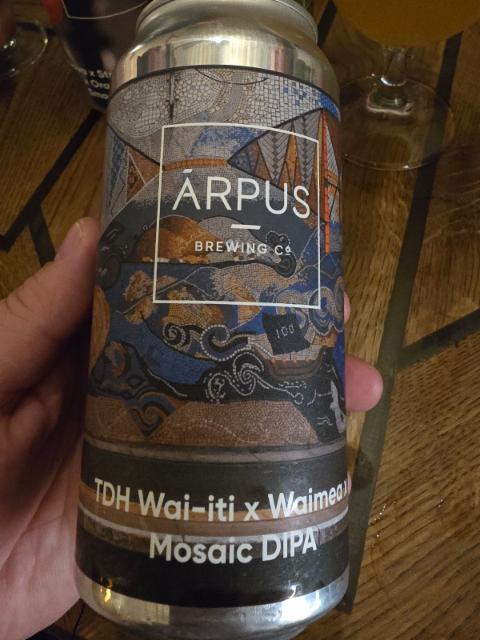 ĀRPUS
BREWING Co
100
TDH Wai-iti x Waimea x
Mosaic DIPA